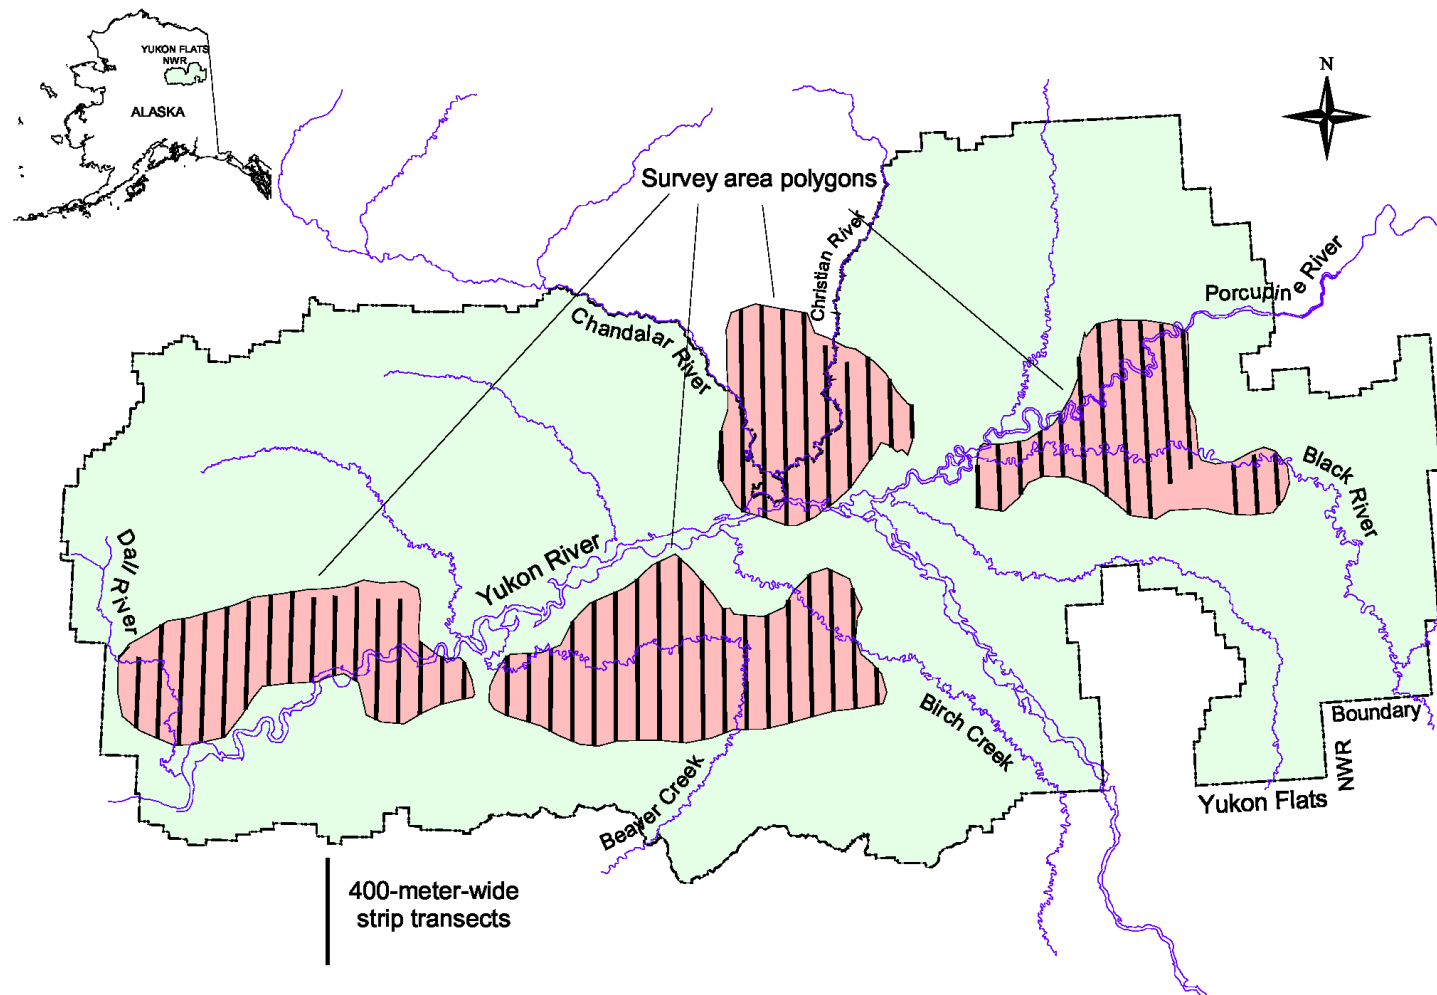 YUKON FLATS
NWR
ALASKA
N
Survey area polygons
Christian River
Porcupine River
Chandalar River
Black River
Dall River
Yukon River
Birch Creek
Beaver Creek
Boundary
NWR
Yukon Flats
400-meter-wide
strip transects